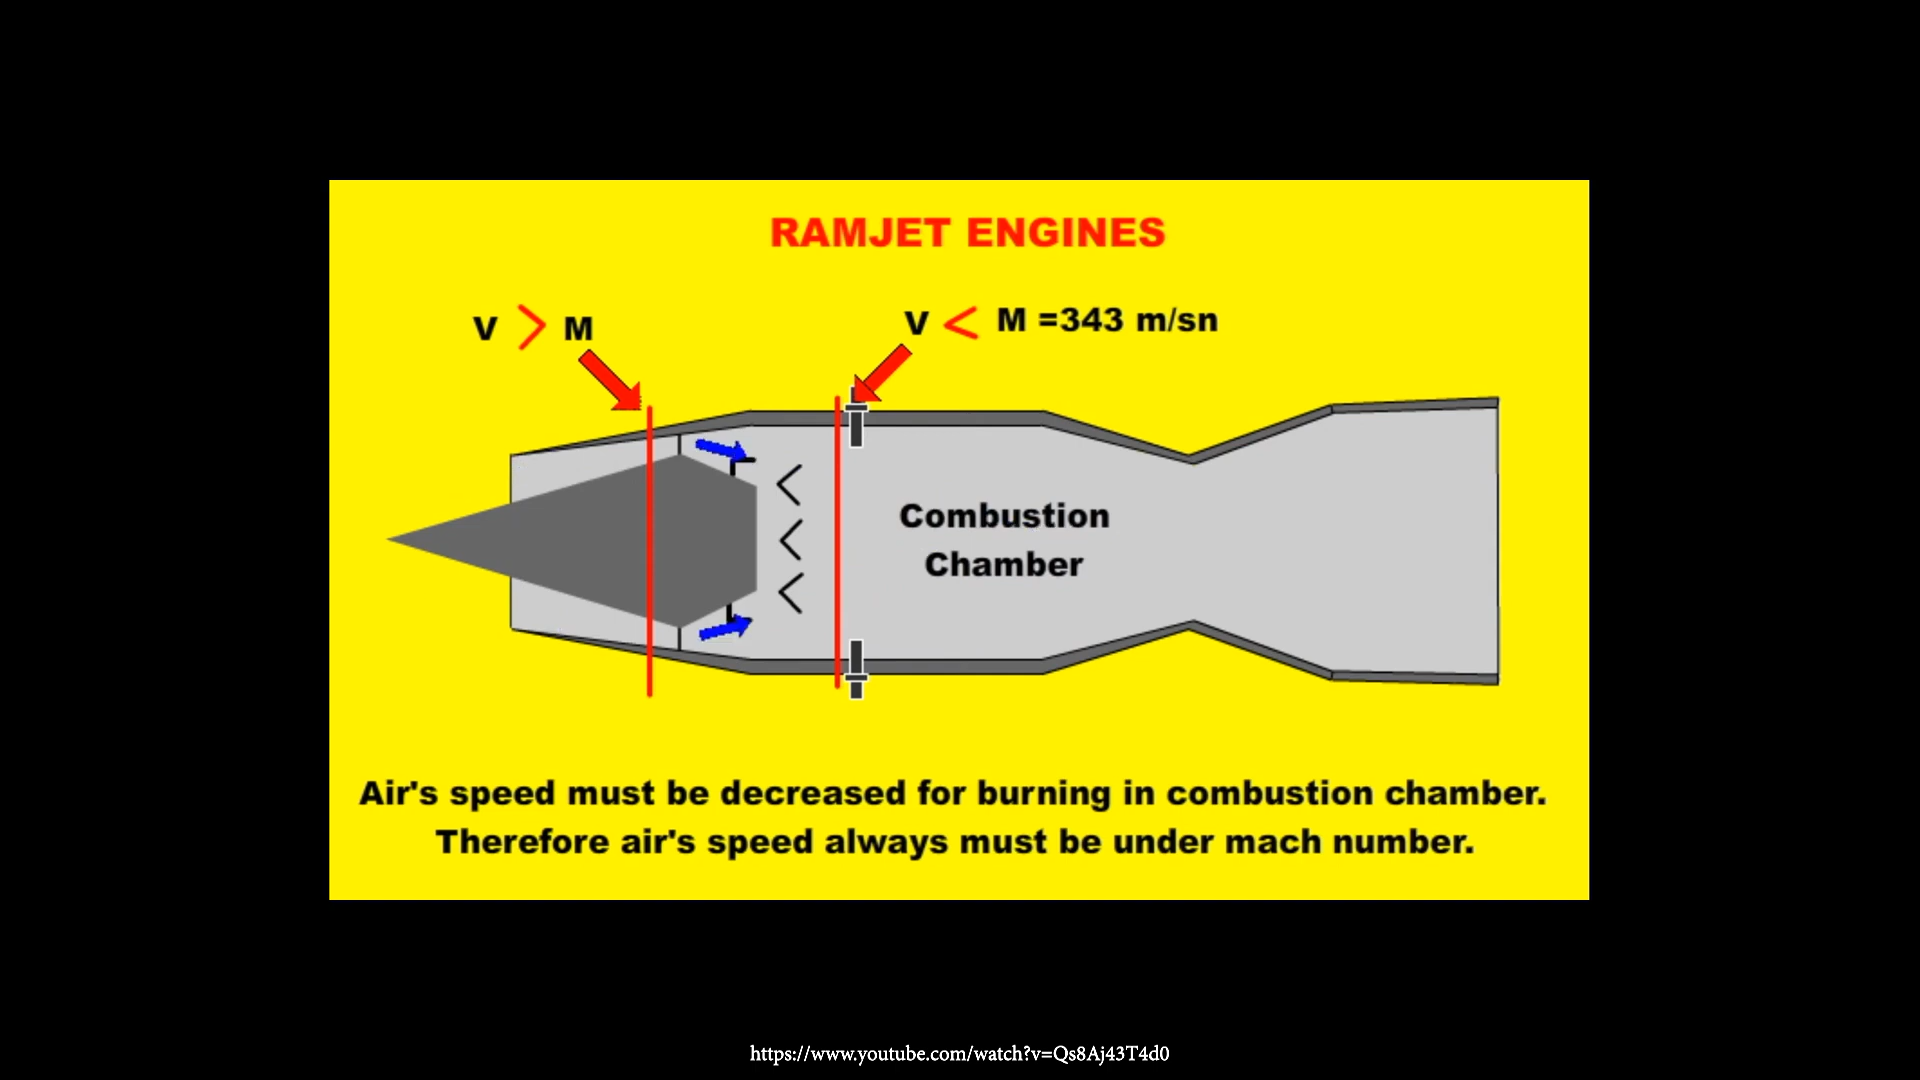 RAMJET ENGINES
V > M
V < M =343 m/sn
Combustion
Chamber
Air's speed must be decreased for burning in combustion chamber.
Therefore air's speed always must be under mach number.
https://www.youtube.com/watch?v=Qs8Aj43T4d0